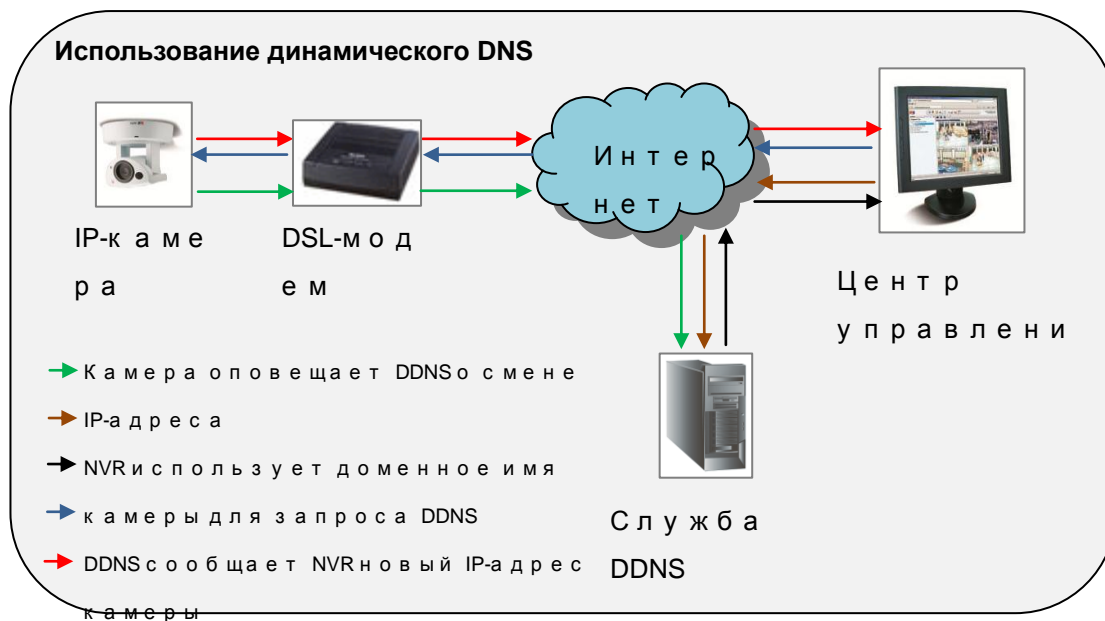 Использование динамического DNS
Интер
нет
IP-каме
ра
DSL-мод
ем
Центр
управлени
Камера оповещает DDNS о смене
IP-адреса
NVR использует доменное имя
камеры для запроса DDNS
DDNS сообщает NVR новый IP-адрес
камеры
Служба
DDNS